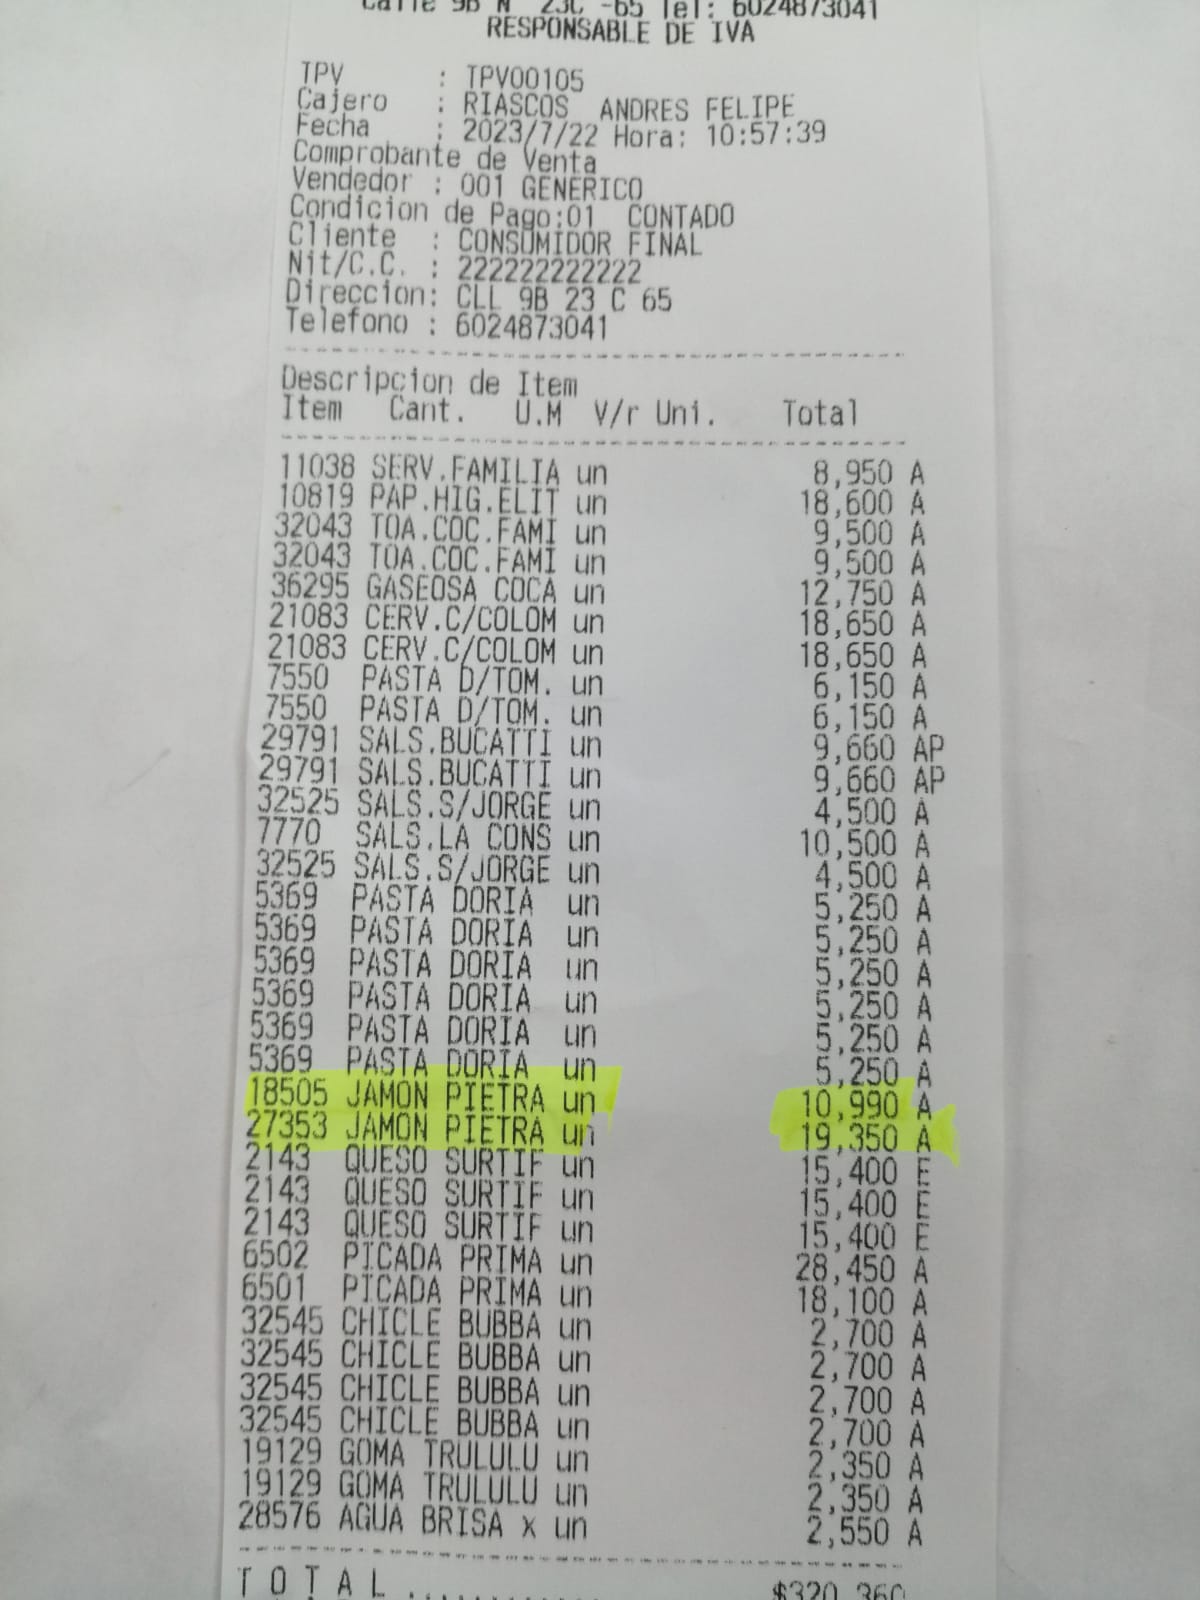 Calle 9B N 23C -65 Tel: 6024873041
RESPONSABLE DE IVA
TPV : TPV00105
Cajero : RIASCOS ANDRES FELIPE
Fecha : 2023/7/22 Hora: 10:57:39
Comprobante de Venta
Vendedor : 001 GENERICO
Condicion de Pago:01 CONTADO
Cliente : CONSUMIDOR FINAL
Nit/C.C. : 222222222222
Direccion: CLL 9B 23 C 65
Telefono : 6024873041
Descripcion de Item
Item Cant. U.M V/r Uni. Total
11038 SERV.FAMILIA un 8,950 A
10819 PAP.HIG.ELIT un 18,600 A
32043 TOA.COC.FAMI un 9,500 A
32043 TOA.COC.FAMI un 9,500 A
36295 GASEOSA COCA un 12,750 A
21083 CERV.C/COLOM un 18,650 A
21083 CERV.C/COLOM un 18,650 A
7550 PASTA D/TOM. un 6,150 A
7550 PASTA D/TOM. un 6,150 A
29791 SALS.BUCATTI un 9,660 AP
29791 SALS.BUCATTI un 9,660 AP
32525 SALS.S/JORGE un 4,500 A
7770 SALS.LA CONS un 10,500 A
32525 SALS.S/JORGE un 4,500 A
5369 PASTA DORIA un 5,250 A
5369 PASTA DORIA un 5,250 A
5369 PASTA DORIA un 5,250 A
5369 PASTA DORIA un 5,250 A
5369 PASTA DORIA un 5,250 A
5369 PASTA DORIA un 5,250 A
18505 JAMON PIETRA un 10,990 A
27353 JAMON PIETRA un 19,350 A
2143 QUESO SURTIF un 15,400 E
2143 QUESO SURTIF un 15,400 E
2143 QUESO SURTIF un 15,400 E
6502 PICADA PRIMA un 28,450 A
6501 PICADA PRIMA un 18,100 A
32545 CHICLE BUBBA un 2,700 A
32545 CHICLE BUBBA un 2,700 A
32545 CHICLE BUBBA un 2,700 A
32545 CHICLE BUBBA un 2,700 A
19129 GOMA TRULULU un 2,350 A
19129 GOMA TRULULU un 2,350 A
28576 AGUA BRISA x un 2,550 A
TOTAL ............ $320,360